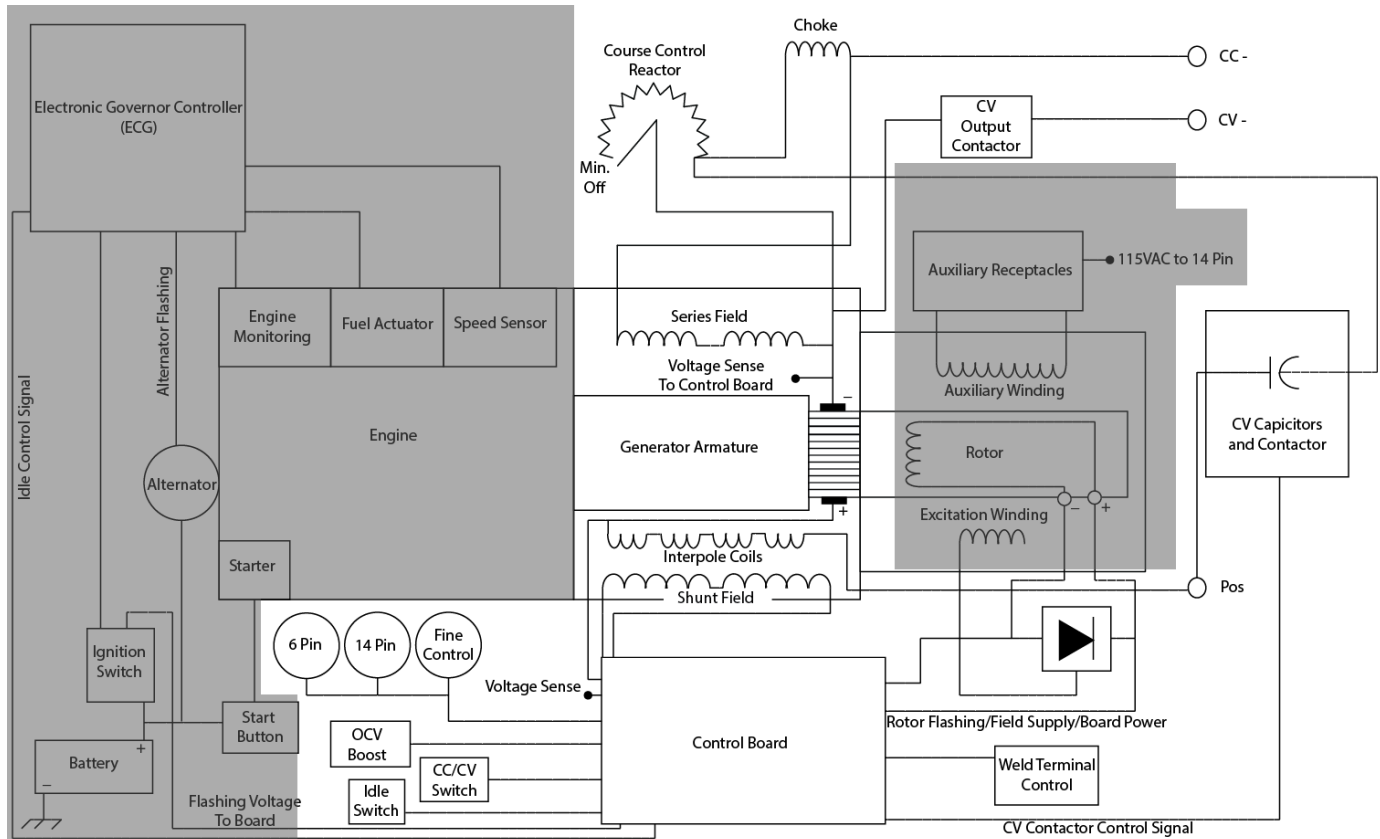 Choke
Course Control
Reactor
CC -
Electronic Governor Controller
(ECG)
CV
Output
Contactor
CV -
Min.
Off
Auxiliary Receptacles
115VAC to 14 Pin
Alternator Flashing
Idle Control Signal
Engine
Monitoring
Fuel Actuator
Speed Sensor
Series Field
Voltage Sense
To Control Board
Auxiliary Winding
–
Engine
Generator Armature
Rotor
CV Capicitors
and Contactor
Alternator
+
–
+
Excitation Winding
Interpole Coils
Starter
Shunt Field
Pos
6 Pin
14 Pin
Fine
Control
Ignition
Switch
Voltage Sense
Start
Button
Rotor Flashing/Field Supply/Board Power
OCV
Boost
Control Board
+
Battery
–
CC/CV
Switch
Weld Terminal
Control
Idle
Switch
Flashing Voltage
To Board
CV Contactor Control Signal